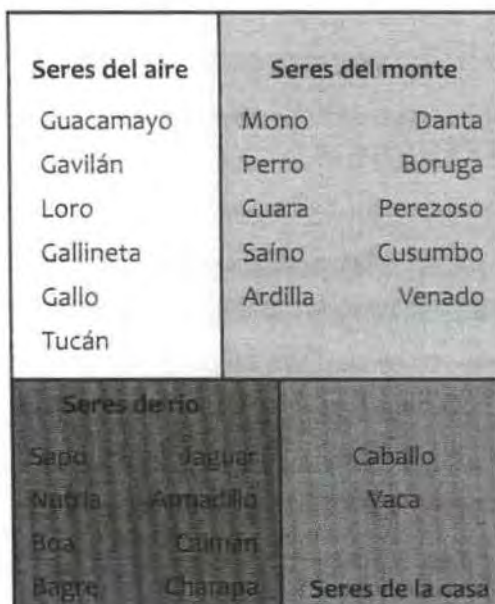 Seres del aire
Guacamayo
Gavilán
Loro
Gallineta
Gallo
Tucán
Seres del monte
Mono Danta
Perro Boruga
Guara Perezoso
Saíno Cusumbo
Ardilla Venado
Seres de río
Sapo Jaguar
Nutria Armadillo
Boa Caimán
Bagre Charapa
Caballo
Vaca
Seres de la casa